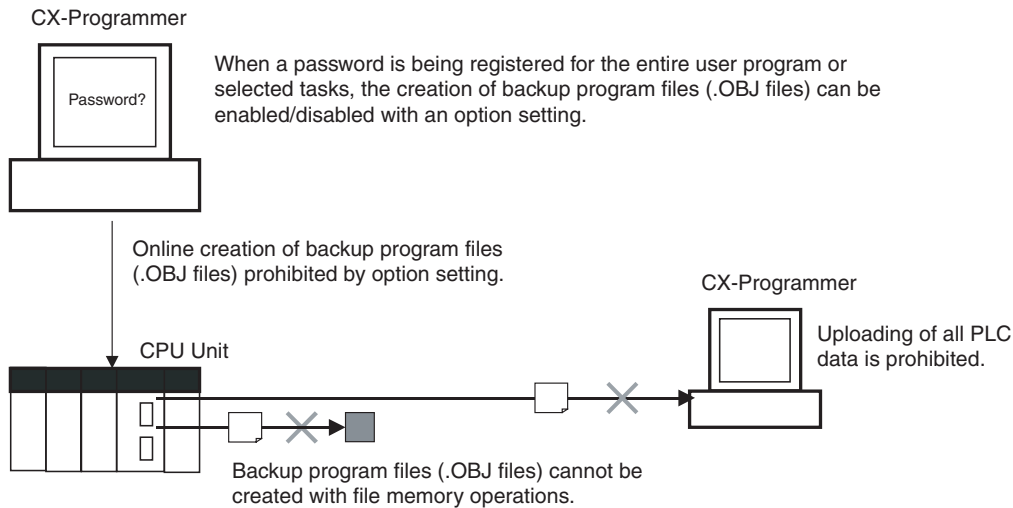 CX-Programmer
Password?
When a password is being registered for the entire user program or
selected tasks, the creation of backup program files (.OBJ files) can be
enabled/disabled with an option setting.
Online creation of backup program files
(.OBJ files) prohibited by option setting.
CX-Programmer
Uploading of all PLC
data is prohibited.
CPU Unit
Backup program files (.OBJ files) cannot be
created with file memory operations.